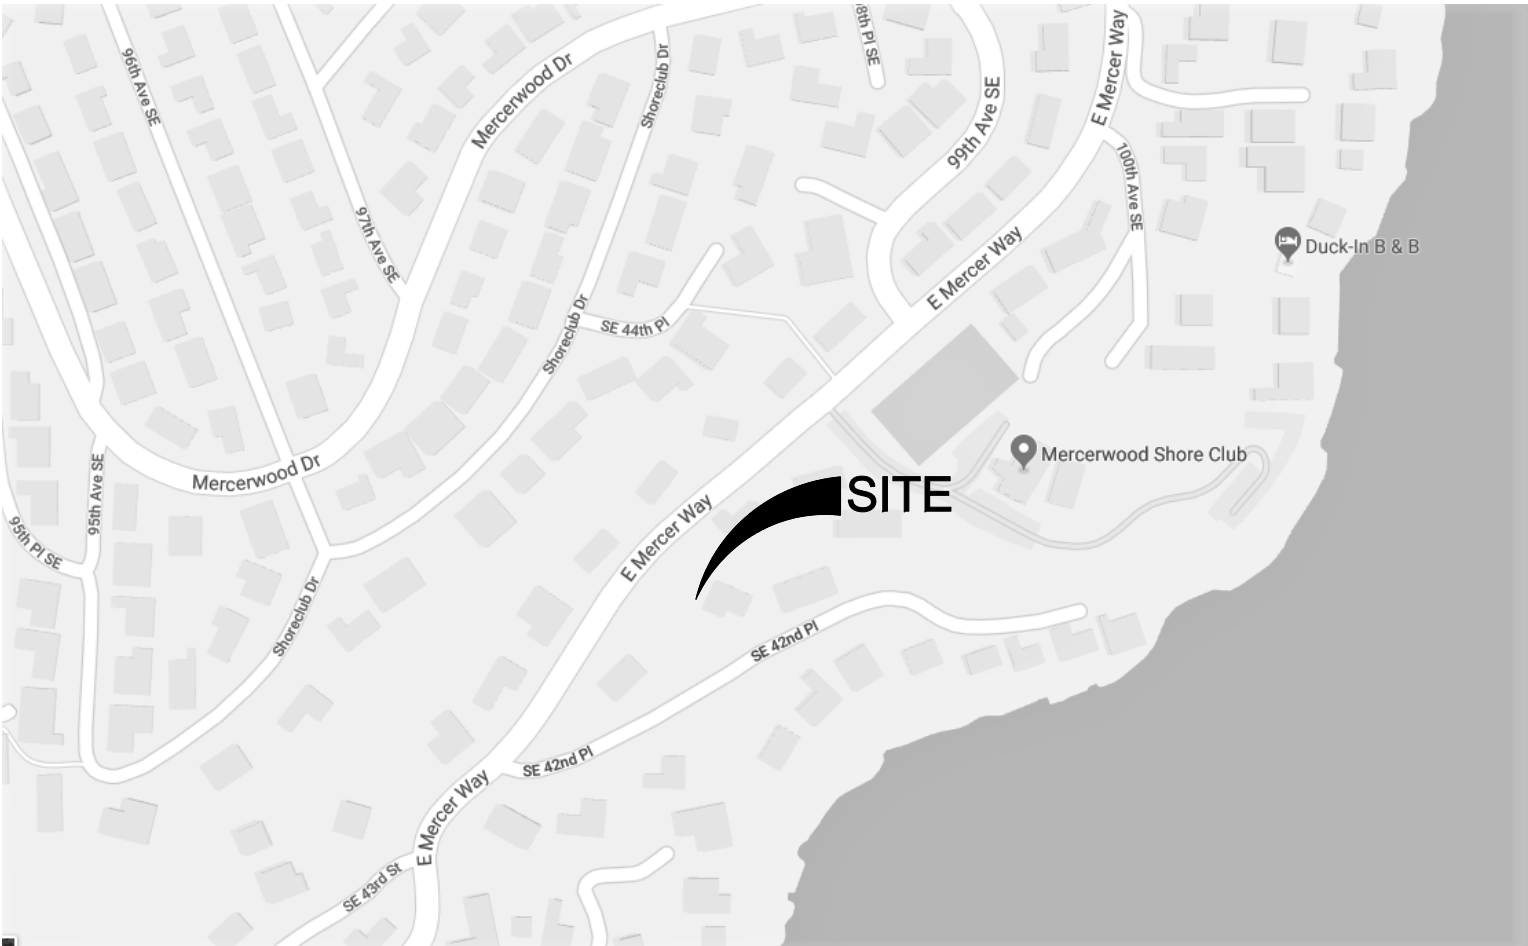 96th Ave SE
Mercerwood Dr
Shoreclub Dr
8th Pl SE
99th Ave SE
E Mercer Way
100th Ave SE
97th Ave SE
E Mercer Way
Duck-In B & B
SE 44th Pl
Shoreclub Dr
Mercerwood Dr
95th Ave SE
95th Pl SE
Mercerwood Shore Club
SITE
E Mercer Way
Shoreclub Dr
SE 42nd Pl
SE 42nd Pl
E Mercer Way
SE 43rd St